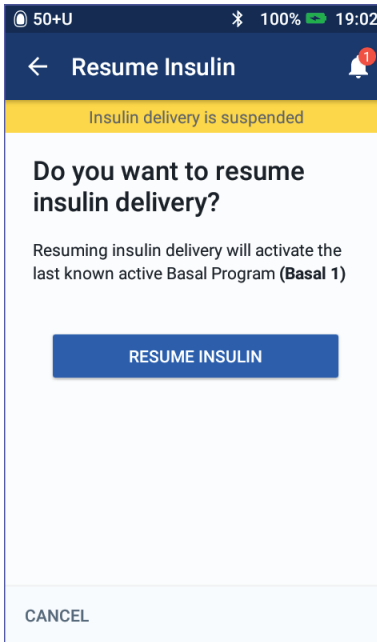 50+U 100% 19:02
Resume Insulin 1
Insulin delivery is suspended
Do you want to resume
insulin delivery?
Resuming insulin delivery will activate the
last known active Basal Program (Basal 1)
RESUME INSULIN
CANCEL